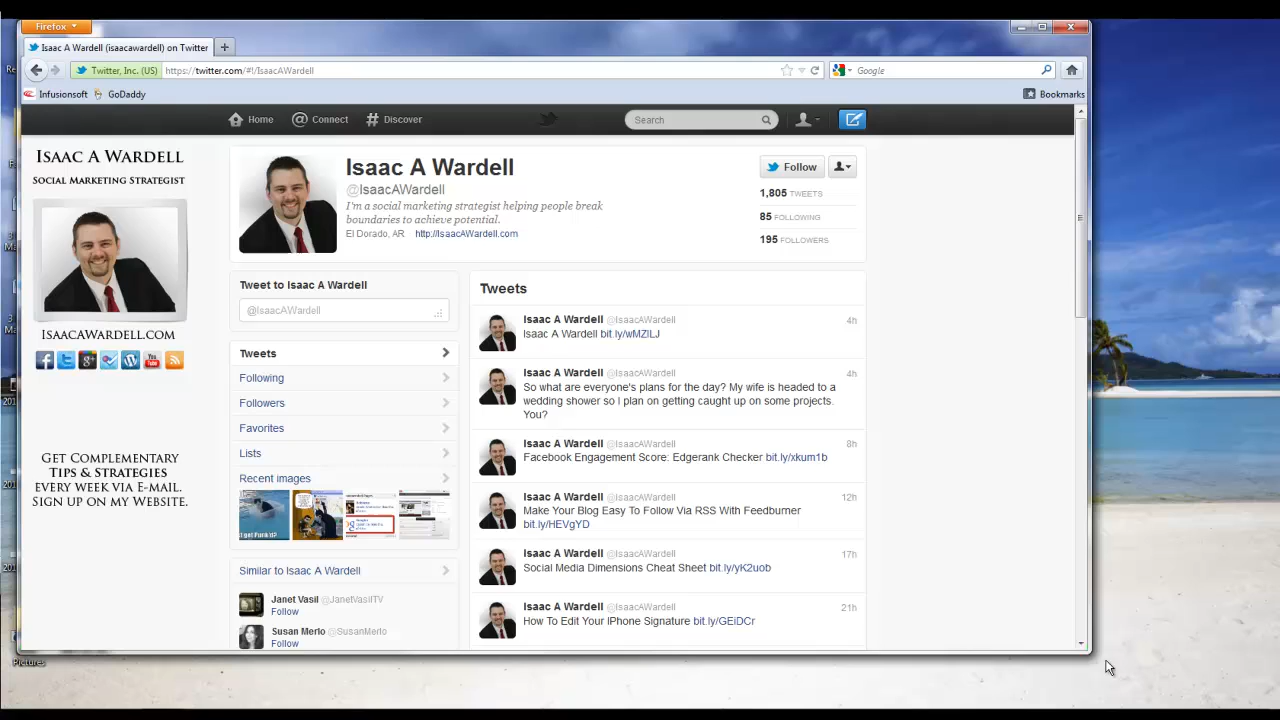 Firefox
Isaac A Wardell (isaacawardell) on Twitter
Twitter, Inc. (US)
https://twitter.com/#!/IsaacAWardell
Google
Infusionsoft
GoDaddy
Bookmarks
Home
Connect
Discover
Search
Isaac A Wardell
Social Marketing Strategist
IsaacAWardell.com
Get Complementary
Tips & Strategies
every week via E-mail.
Sign up on my Website.
Isaac A Wardell
@IsaacAWardell
I'm a social marketing strategist helping people break
boundaries to achieve potential.
El Dorado, AR http://IsaacAWardell.com
Follow
1,805 TWEETS
85 FOLLOWING
195 FOLLOWERS
Tweet to Isaac A Wardell
@IsaacAWardell
Tweets
Following
Followers
Favorites
Lists
Recent images
Similar to Isaac A Wardell
Janet Vasil @JanetVasilTV
Follow
Susan Merlo @SusanMerlo
Follow
Tweets
Isaac A Wardell @IsaacAWardell 4h
Isaac A Wardell bit.ly/wMZILJ
Isaac A Wardell @IsaacAWardell 4h
So what are everyone's plans for the day? My wife is headed to a
wedding shower so I plan on getting caught up on some projects.
You?
Isaac A Wardell @IsaacAWardell 8h
Facebook Engagement Score: Edgerank Checker bit.ly/xkum1b
Isaac A Wardell @IsaacAWardell 12h
Make Your Blog Easy To Follow Via RSS With Feedburner
bit.ly/HEVgYD
Isaac A Wardell @IsaacAWardell 17h
Social Media Dimensions Cheat Sheet bit.ly/yK2uob
Isaac A Wardell @IsaacAWardell 21h
How To Edit Your IPhone Signature bit.ly/GEiDCr
Pictures